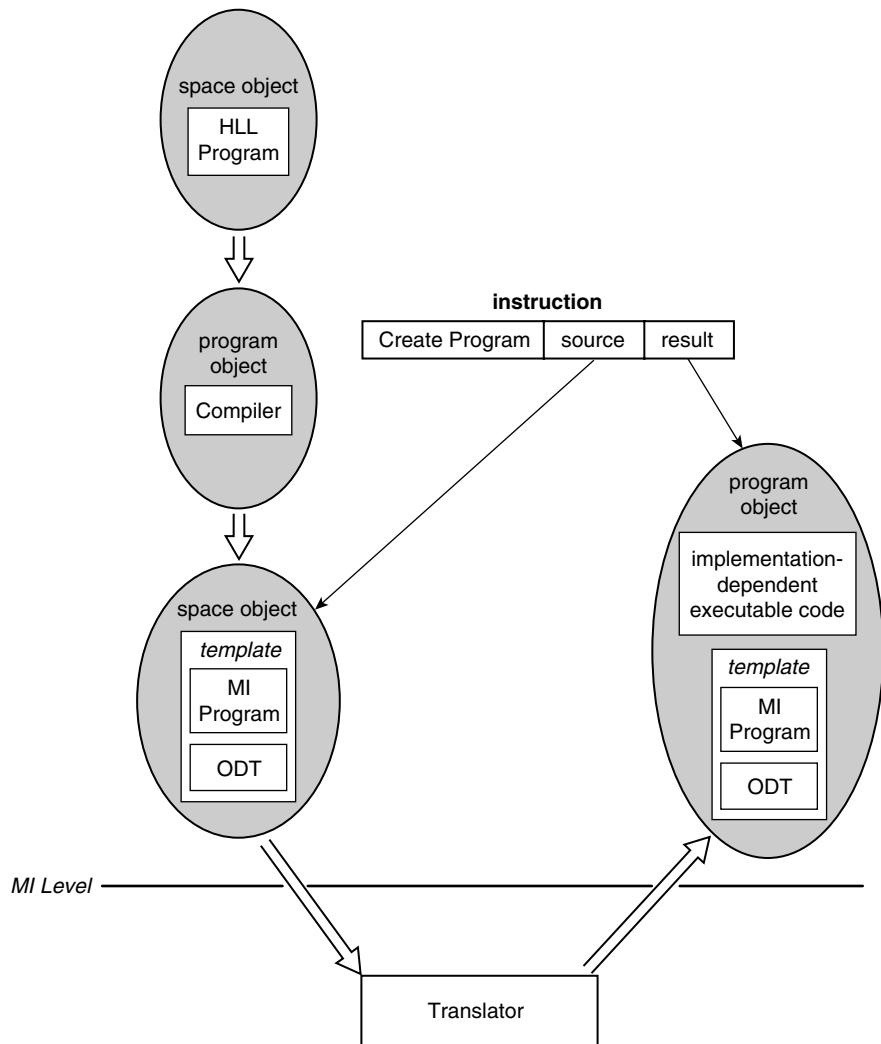 space object
HLL
Program
program
object
Compiler
instruction
Create Program source result
space object
template
MI
Program
ODT
program
object
implementation-
dependent
executable code
template
MI
Program
ODT
MI Level
Translator